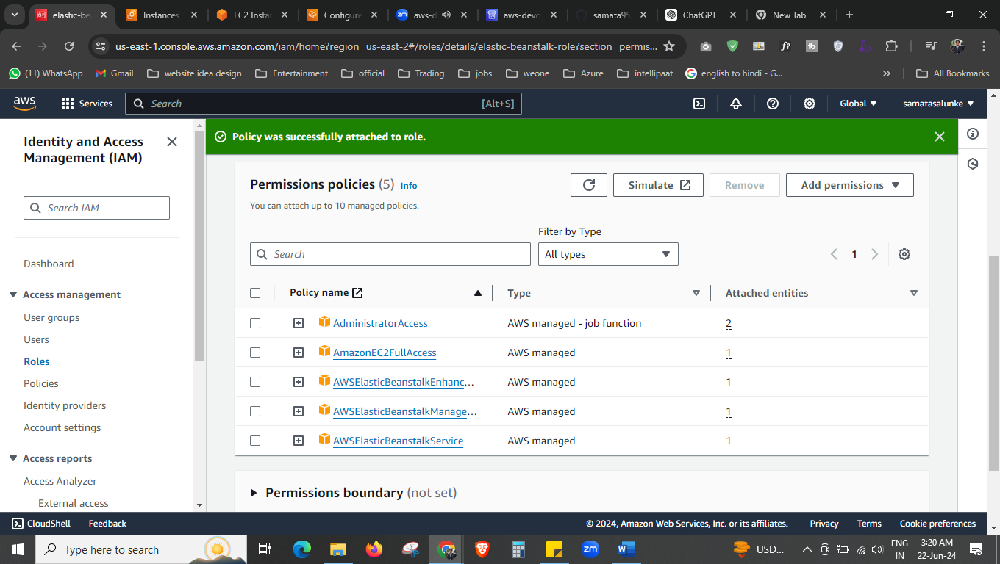 elastic-be
Instances
EC2 Insta
Configure
zm aws-d
aws-devo
samata95
ChatGPT
New Tab
us-east-1.console.aws.amazon.com/iam/home?region=us-east-2#/roles/details/elastic-beanstalk-role?section=permis...
(11) WhatsApp
Gmail
website idea design
Entertainment
official
Trading
jobs
weone
Azure
intellipaat
english to hindi - G...
All Bookmarks
aws
Services
Search
[Alt+S]
Global
samatasalunke
Identity and Access
Management (IAM)
Search IAM
Dashboard
Access management
User groups
Users
Roles
Policies
Identity providers
Account settings
Access reports
Access Analyzer
External access
Policy was successfully attached to role.
Permissions policies (5) Info
Simulate
Remove
Add permissions
You can attach up to 10 managed policies.
Filter by Type
Search
All types
1
Policy name
Type
Attached entities
AdministratorAccess AWS managed - job function 2
AmazonEC2FullAccess AWS managed 1
AWSElasticBeanstalkEnhanc... AWS managed 1
AWSElasticBeanstalkManage... AWS managed 1
AWSElasticBeanstalkService AWS managed 1
Permissions boundary (not set)
CloudShell
Feedback
© 2024, Amazon Web Services, Inc. or its affiliates.
Privacy
Terms
Cookie preferences
Type here to search
zm
USD...
ENG
IN
3:20 AM
22-Jun-24